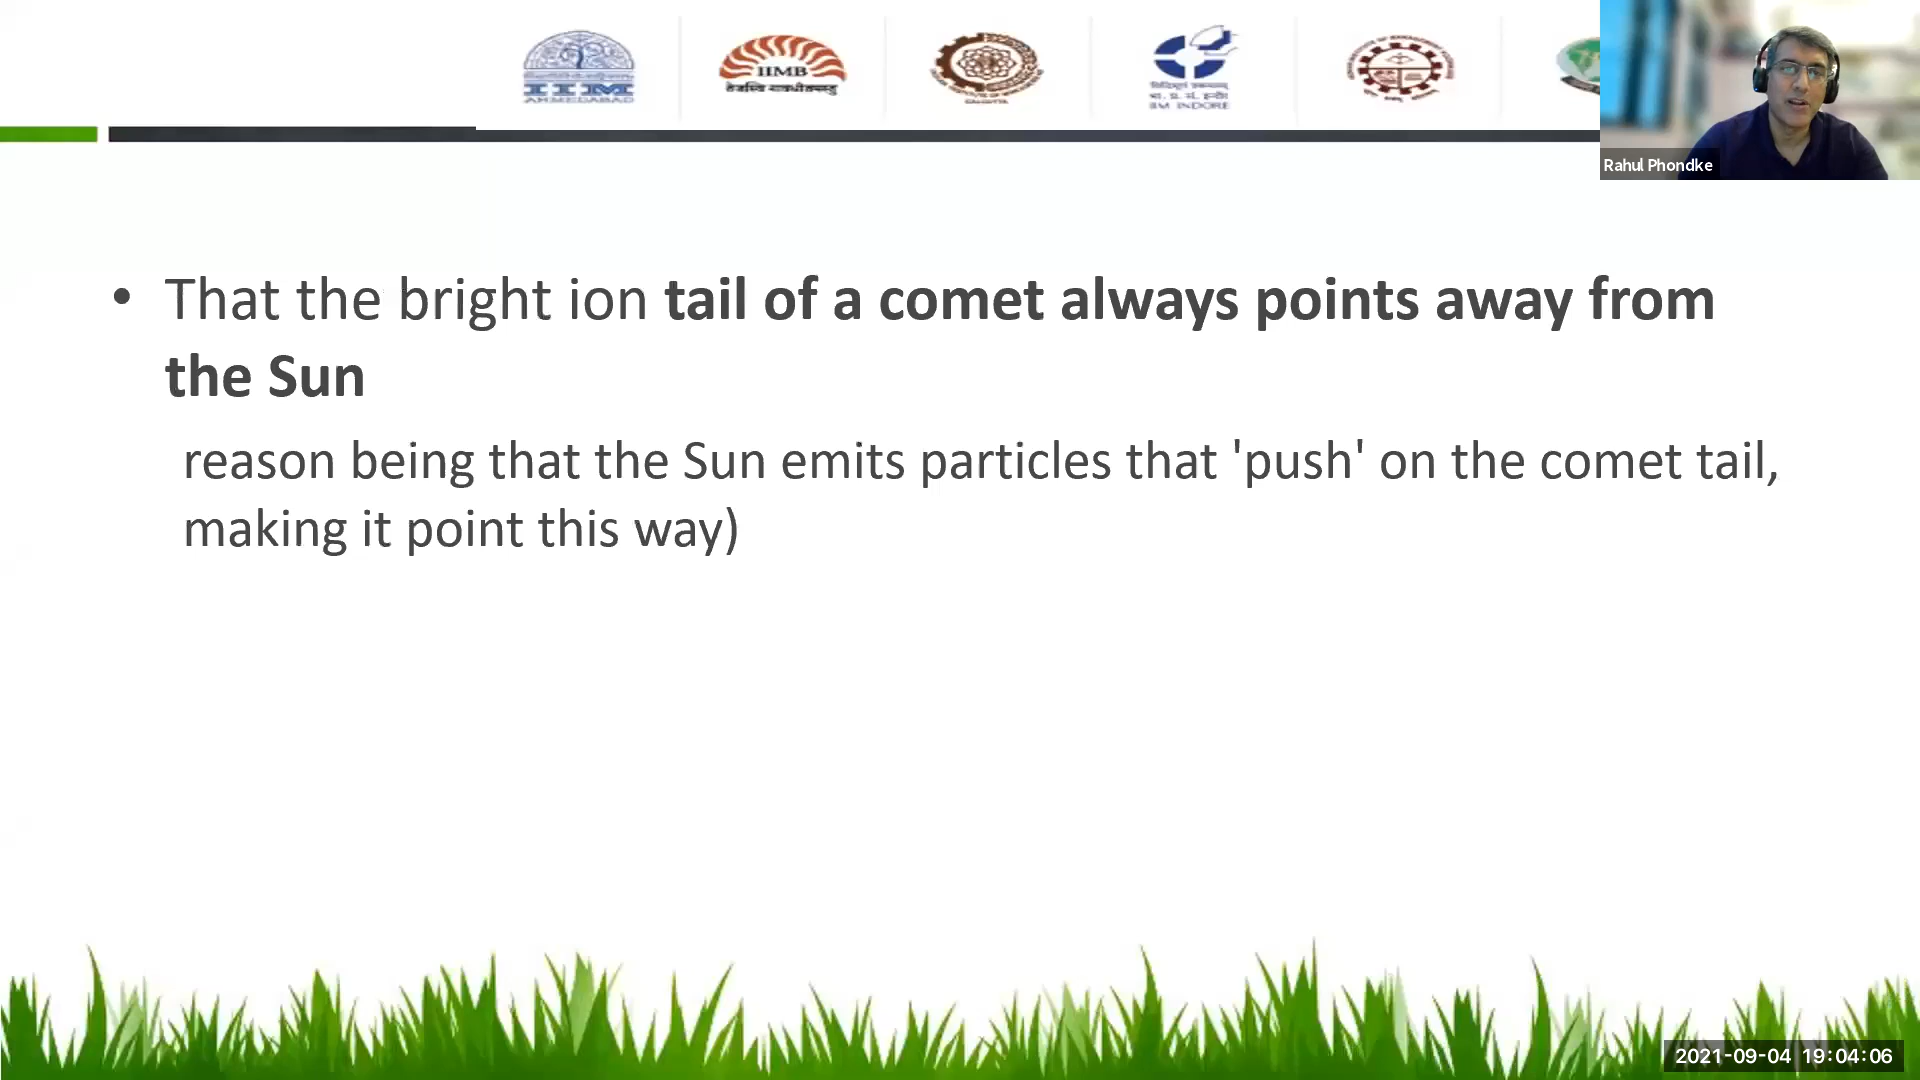 IIM
AHMEDABAD
IIMB
IIM INDORE
Rahul Phondke
• That the bright ion tail of a comet always points away from
the Sun
reason being that the Sun emits particles that 'push' on the comet tail,
making it point this way)
2021-09-04 19:04:06